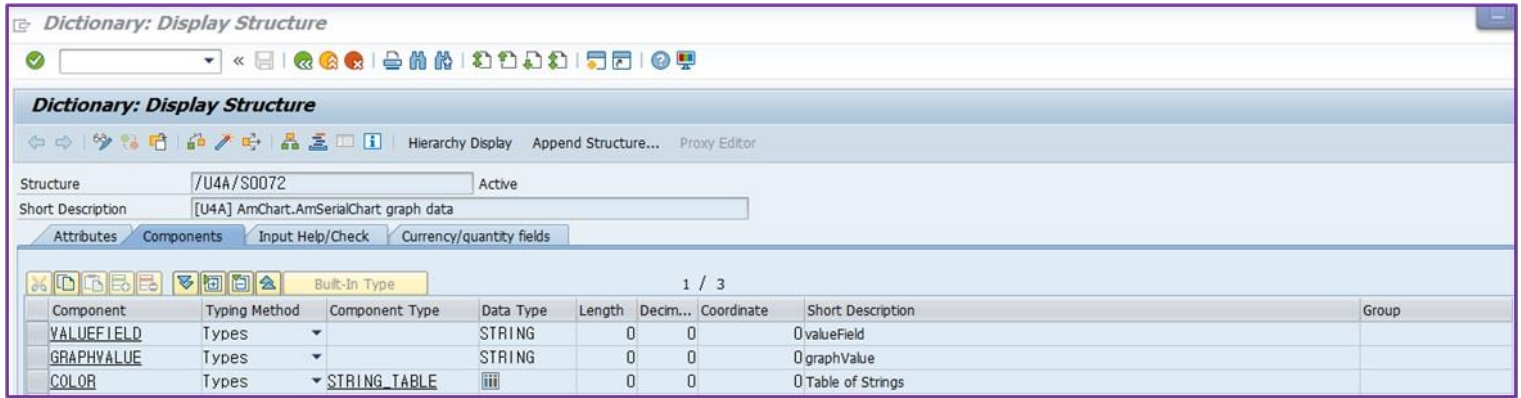 Dictionary: Display Structure
Dictionary: Display Structure
Hierarchy Display Append Structure... Proxy Editor
Structure /U4A/S0072 Active
Short Description [U4A] AmChart.AmSerialChart graph data
Attributes Components Input Help/Check Currency/quantity fields
Built-In Type 1 / 3
Component Typing Method Component Type Data Type Length Decim... Coordinate Short Description Group
VALUEFIELD Types STRING 0 0 0 valueField
GRAPHVALUE Types STRING 0 0 0 graphValue
COLOR Types STRING_TABLE 0 0 0 Table of Strings